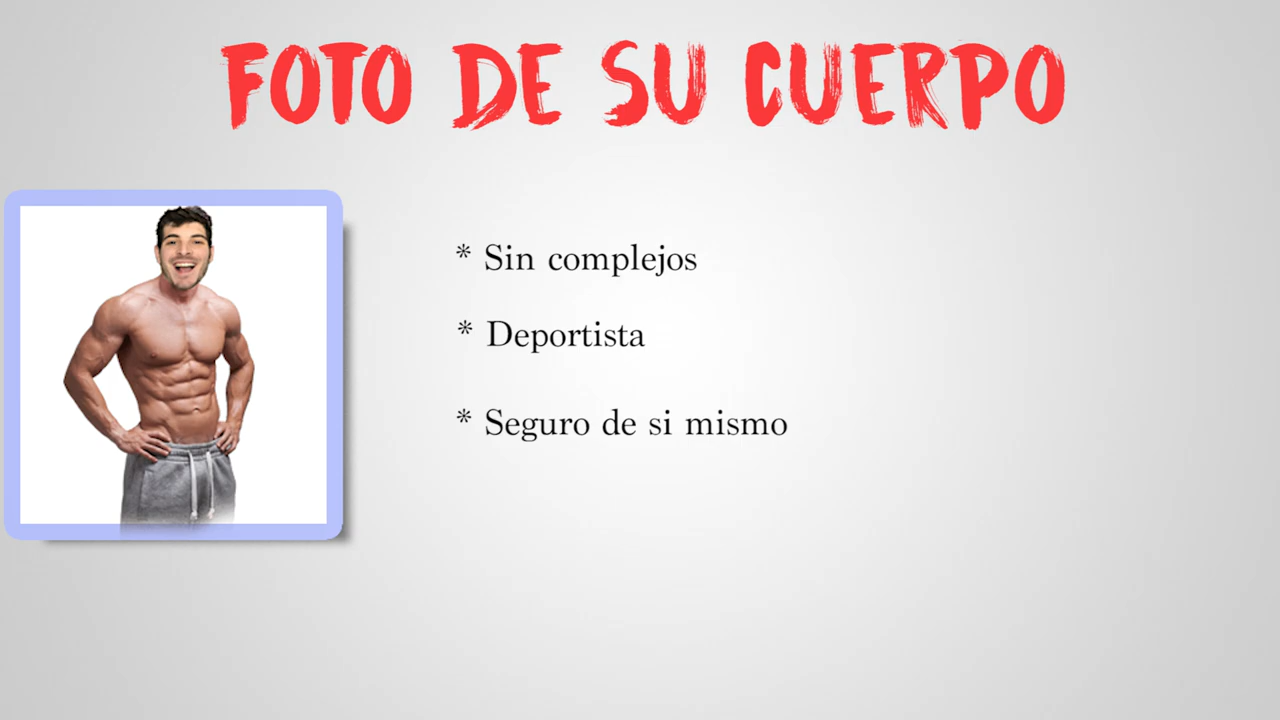 FOTO DE SU CUERPO
* Sin complejos
* Deportista
* Seguro de si mismo